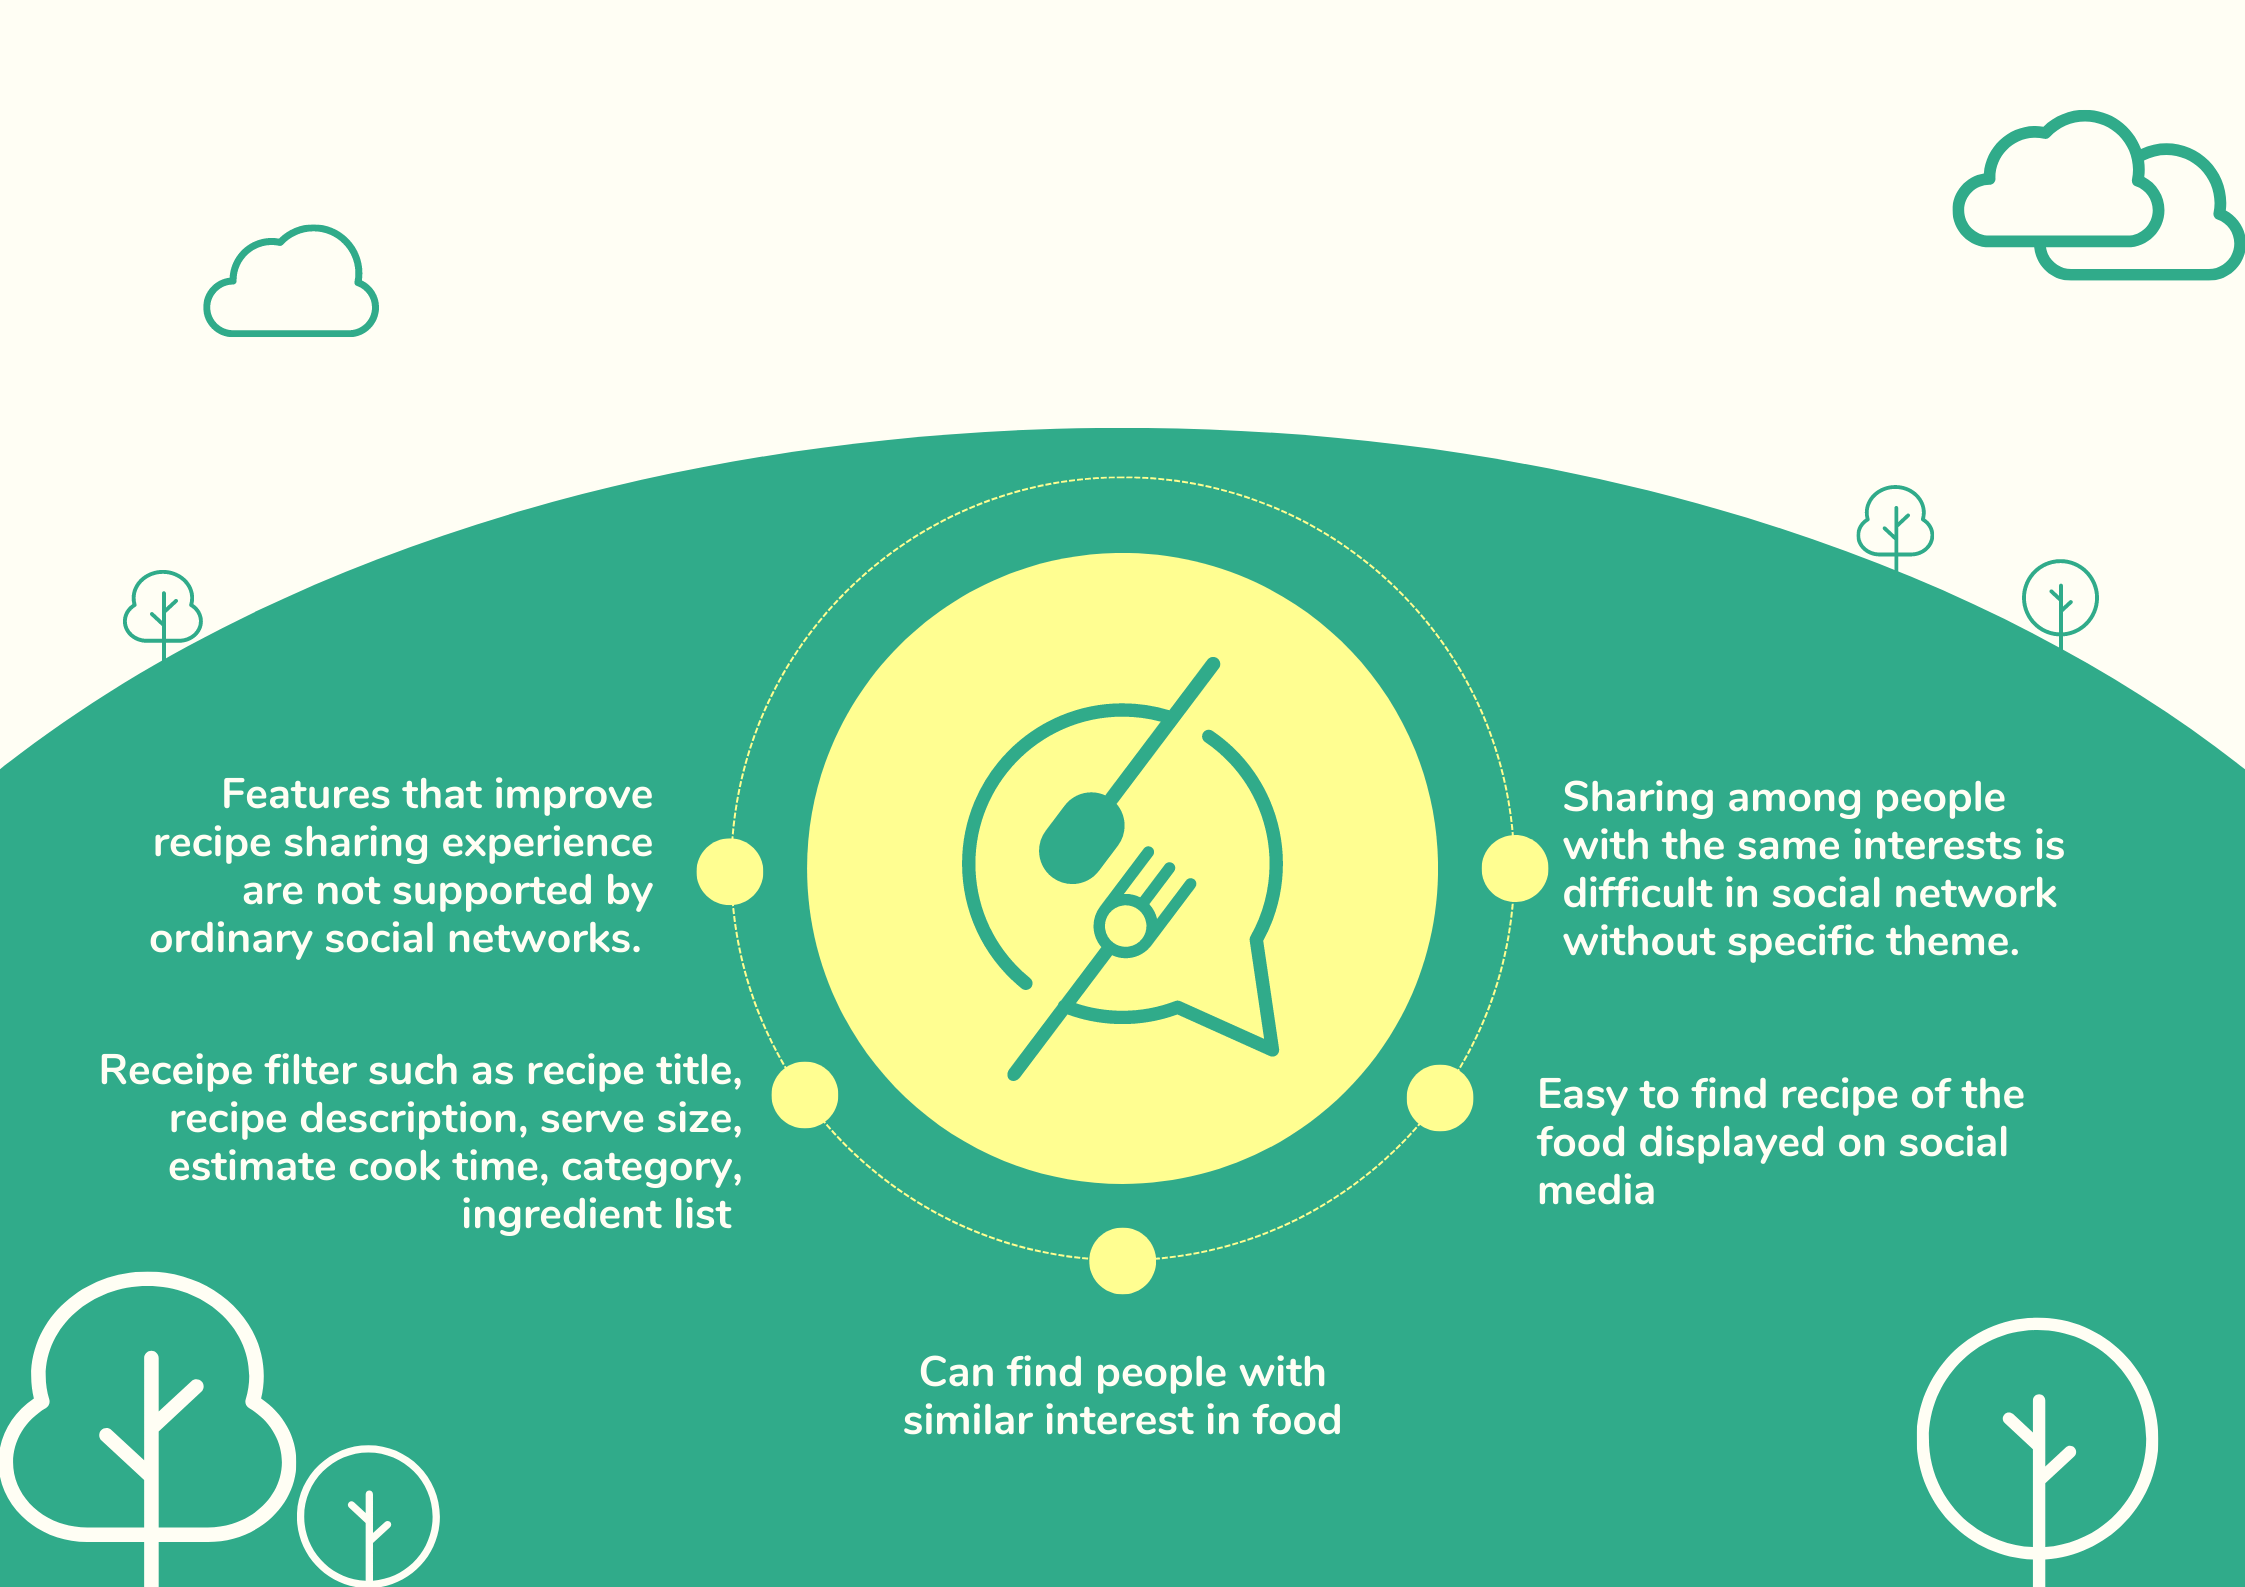 Features that improve
recipe sharing experience
are not supported by
ordinary social networks.
Receipe filter such as recipe title,
recipe description, serve size,
estimate cook time, category,
ingredient list
Can find people with
similar interest in food
Sharing among people
with the same interests is
difficult in social network
without specific theme.
Easy to find recipe of the
food displayed on social
media